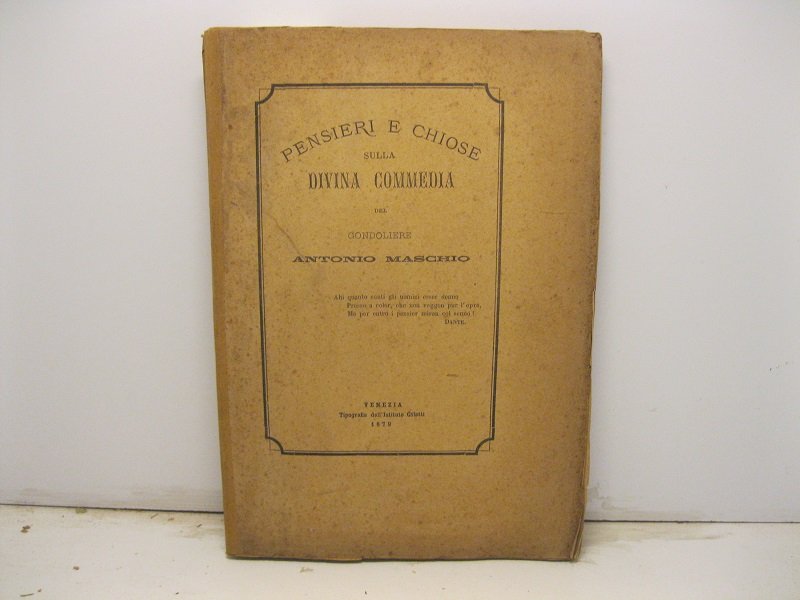 PENSIERI E CHIOSE
SULLA
DIVINA COMMEDIA
DEL
GONDOLIERE
ANTONIO MASCHIO
Ahi quanto cauti gli uomini esser denno
Presso a color, che non veggon pur l'opra,
Ma per entro i pensier miran col senno!
DANTE.
VENEZIA
Tipografia dell'Istituto Coletti
1879